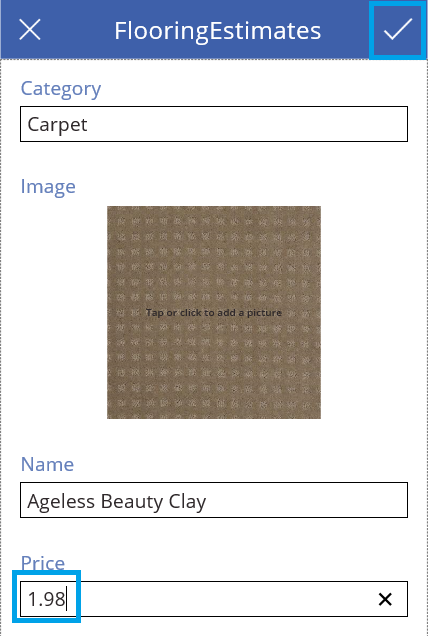 FlooringEstimates
Category
Carpet
Image
Tap or click to add a picture
Name
Ageless Beauty Clay
Price
1.98